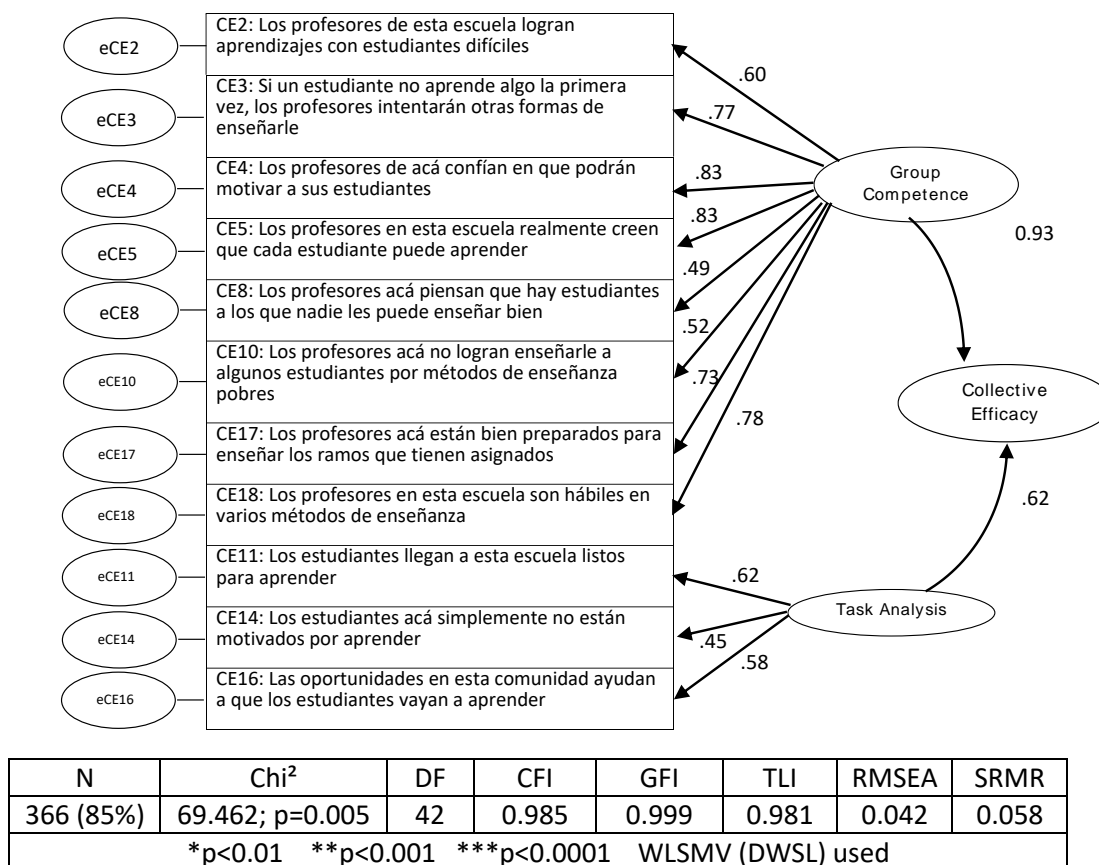 eCE2
CE2: Los profesores de esta escuela logran
aprendizajes con estudiantes difíciles
.60
eCE3
CE3: Si un estudiante no aprende algo la primera
vez, los profesores intentarán otras formas de
enseñarle
.77
eCE4
CE4: Los profesores de acá confían en que podrán
motivar a sus estudiantes
.83
Group
Competence
eCE5
CE5: Los profesores en esta escuela realmente creen
que cada estudiante puede aprender
.83
0.93
eCE8
CE8: Los profesores acá piensan que hay estudiantes
a los que nadie les puede enseñar bien
.49
eCE10
CE10: Los profesores acá no logran enseñarle a
algunos estudiantes por métodos de enseñanza
pobres
.52
Collective
Efficacy
eCE17
CE17: Los profesores acá están bien preparados para
enseñar los ramos que tienen asignados
.73
eCE18
CE18: Los profesores en esta escuela son hábiles en
varios métodos de enseñanza
.78
.62
eCE11
CE11: Los estudiantes llegan a esta escuela listos
para aprender
.62
Task Analysis
eCE14
CE14: Los estudiantes acá simplemente no están
motivados por aprender
.45
eCE16
CE16: Las oportunidades en esta comunidad ayudan
a que los estudiantes vayan a aprender
.58
N Chi² DF CFI GFI TLI RMSEA SRMR
366 (85%) 69.462; p=0.005 42 0.985 0.999 0.981 0.042 0.058
*p<0.01 **p<0.001 ***p<0.0001 WLSMV (DWSL) used